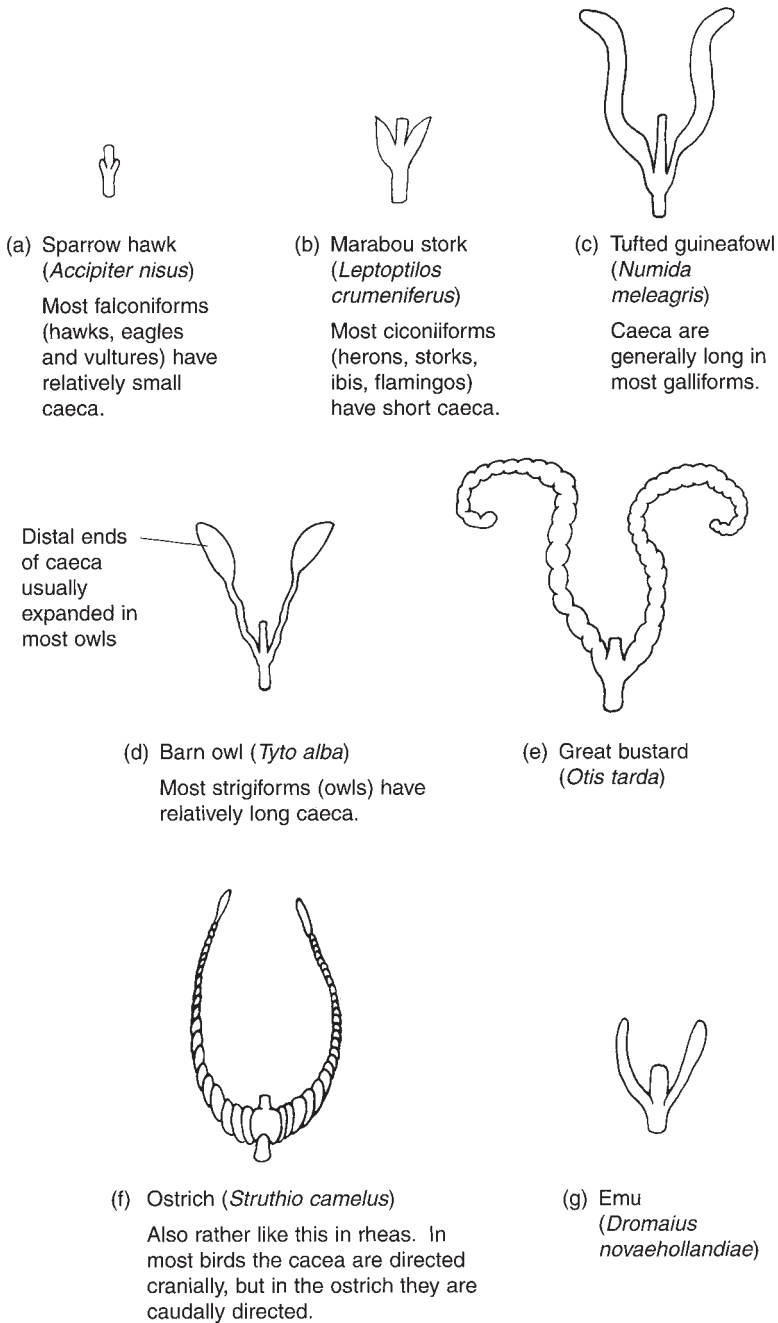 (a) Sparrow hawk
(Accipiter nisus)
Most falconiforms
(hawks, eagles
and vultures) have
relatively small
caeca.
(b) Marabou stork
(Leptoptilos
crumeniferus)
Most ciconiiforms
(herons, storks,
ibis, flamingos)
have short caeca.
(c) Tufted guineafowl
(Numida
meleagris)
Caeca are
generally long in
most galliforms.
Distal ends
of caeca
usually
expanded in
most owls
(d) Barn owl (Tyto alba)
Most strigiforms (owls) have
relatively long caeca.
(e) Great bustard
(Otis tarda)
(f) Ostrich (Struthio camelus)
Also rather like this in rheas. In
most birds the cacea are directed
cranially, but in the ostrich they are
caudally directed.
(g) Emu
(Dromaius
novaehollandiae)